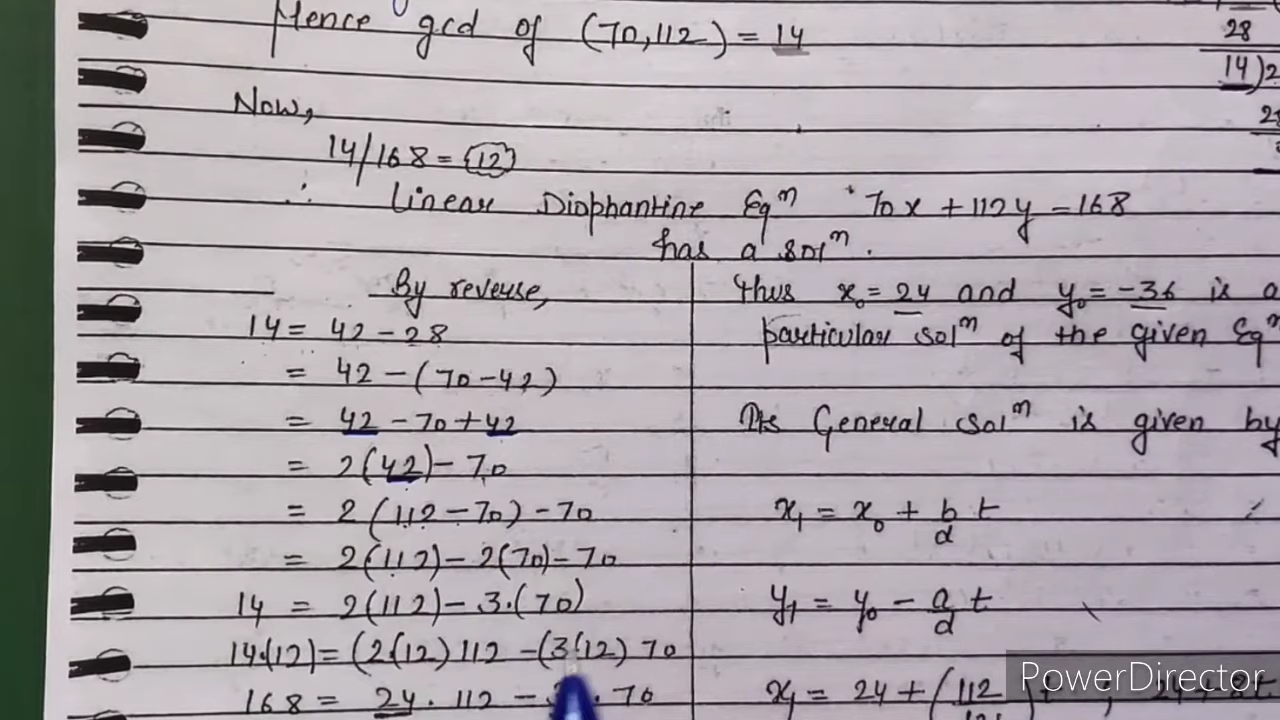 Hence gcd of (70,112) = 14
28
14)2
Now,
14/168 = 12
∴ Linear Diophantine Eqⁿ 70x + 112y = 168
has a solⁿ.
By reverse,
14 = 42 - 28
= 42 - (70 - 42)
= 42 - 70 + 42
= 2(42) - 70
= 2(112 - 70) - 70
= 2(112) - 2(70) - 70
14 = 2(112) - 3.(70)
14.(12) = (2(12) 112 - (3(12) 70
168 = 24 . 112 - . 70
thus x₀ = 24 and y₀ = -36 is a
particular solⁿ of the given Eqⁿ
Its General solⁿ is given by
x₁ = x₀ + b/d t
y₁ = y₀ - a/d t
x₁ = 24 + (112
PowerDirector